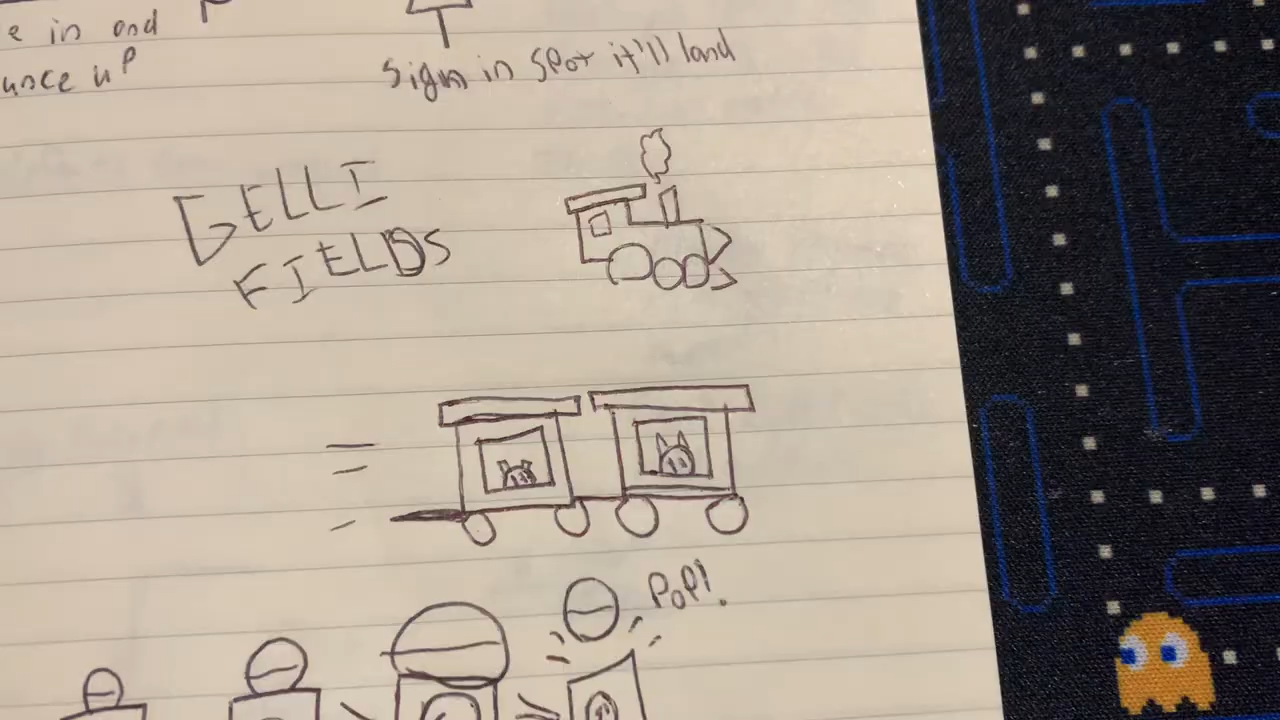 e in and
unce up
Sign in spot it'll land
GELLI
FIELDS
POP!